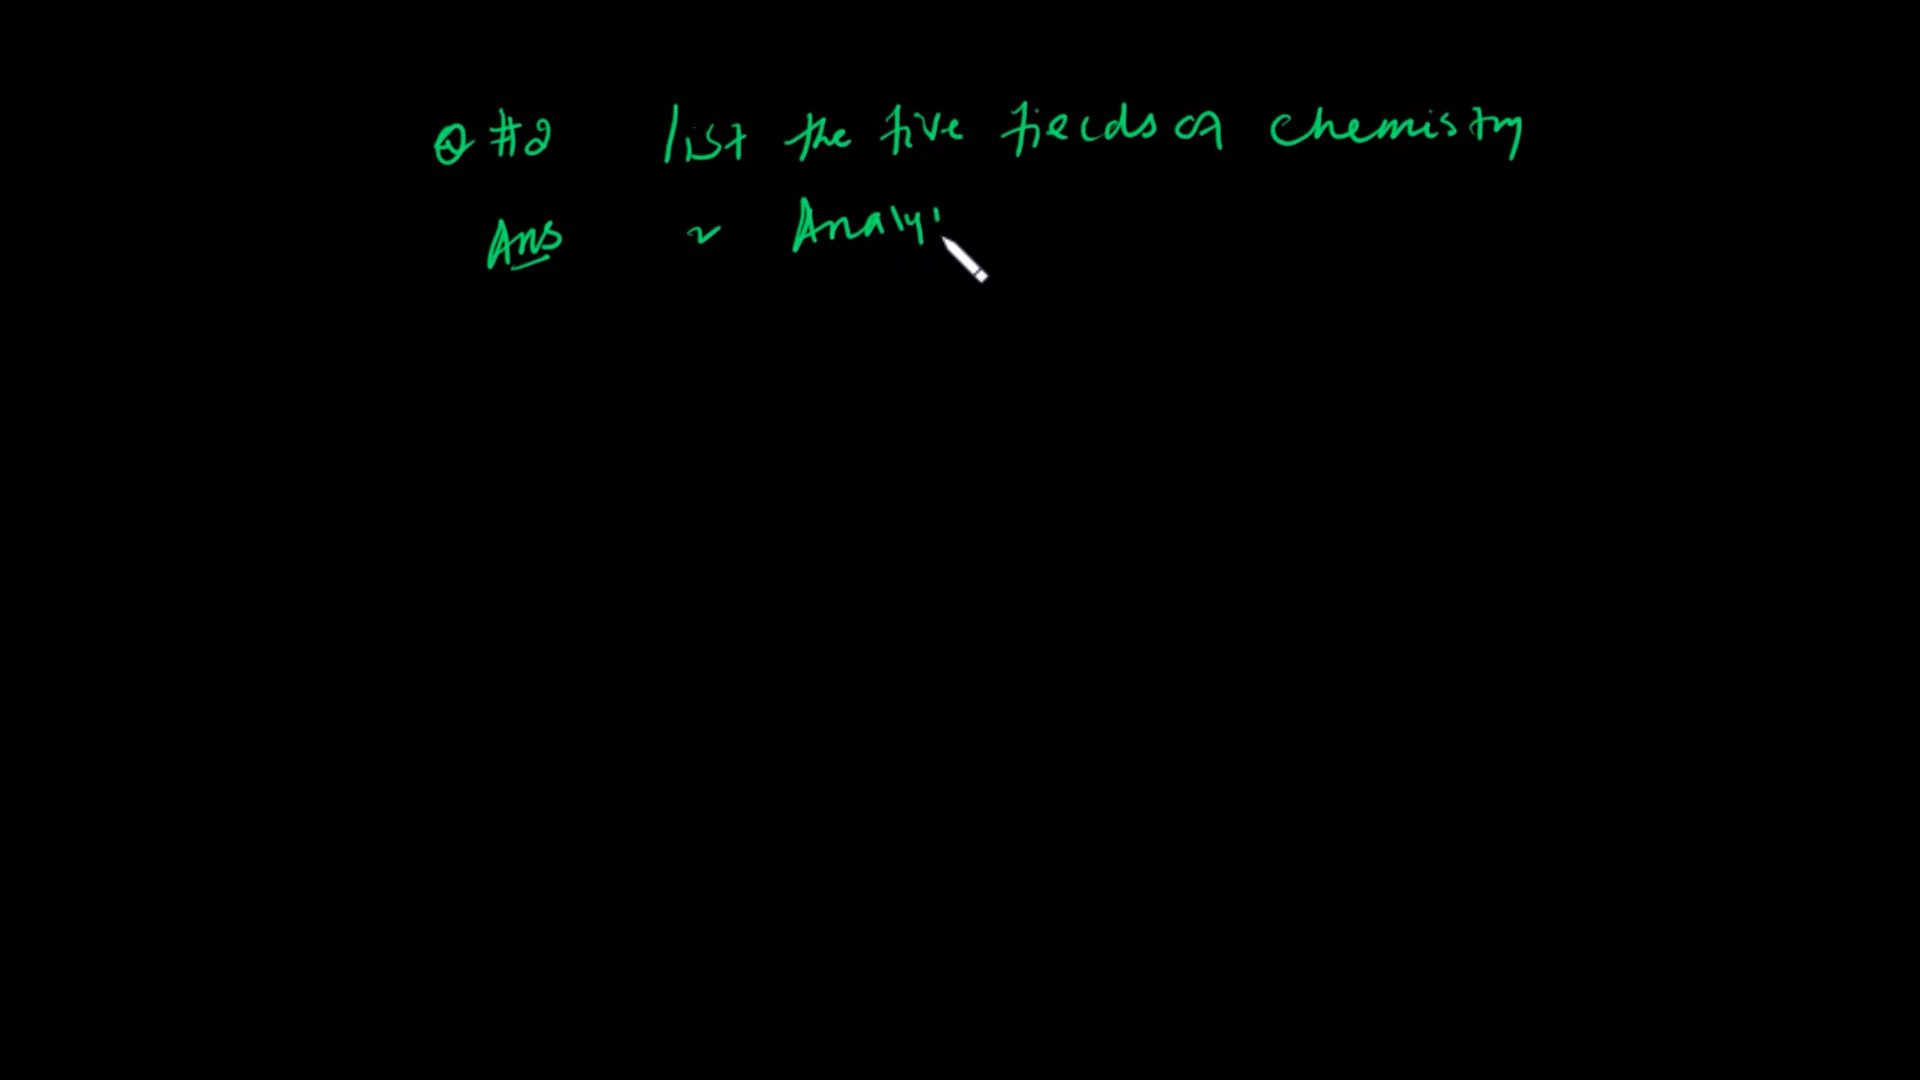 Q #2 list the five fields of chemistry
Ans ~ Analy